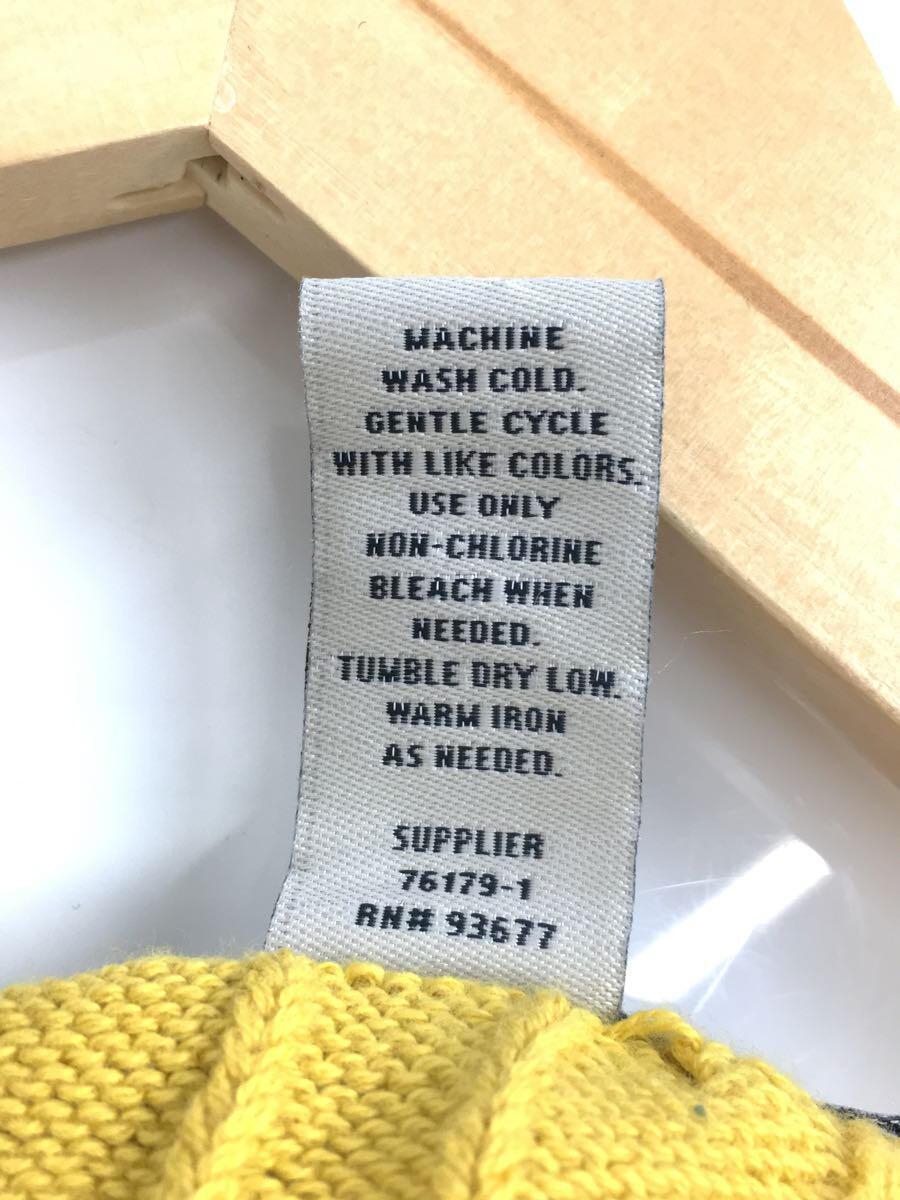 MACHINE
WASH COLD.
GENTLE CYCLE
WITH LIKE COLORS.
USE ONLY
NON-CHLORINE
BLEACH WHEN
NEEDED.
TUMBLE DRY LOW.
WARM IRON
AS NEEDED.
SUPPLIER
76179-1
RN# 93677